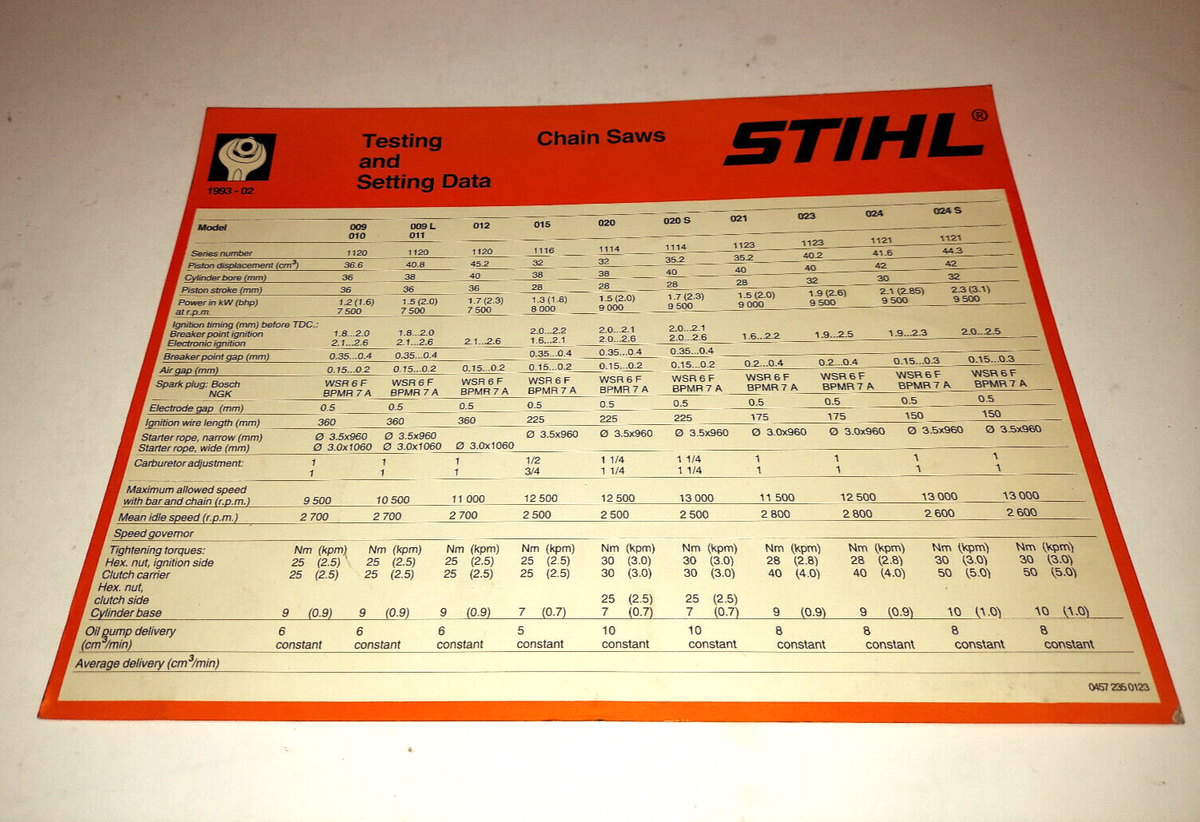 Testing
and
Setting Data
Chain Saws
STIHL®
1993 - 02
Model 009 009 L 012 015 020 020 S 021 023 024 024 S
010 011
Series number 1120 1120 1120 1116 1114 1114 1123 1123 1121 1121
Piston displacement (cm³) 36.6 40.8 45.2 32 32 35.2 35.2 40.2 41.6 44.3
Cylinder bore (mm) 36 38 40 38 38 40 40 40 42 42
Piston stroke (mm) 36 36 36 28 28 28 28 32 30 32
Power in kW (bhp) 1.2 (1.6) 1.5 (2.0) 1.7 (2.3) 1.3 (1.8) 1.5 (2.0) 1.7 (2.3) 1.5 (2.0) 1.9 (2.6) 2.1 (2.85) 2.3 (3.1)
at r.p.m. 7 500 7 500 7 500 8 000 9 000 9 500 9 000 9 500 9 500 9 500
Ignition timing (mm) before TDC.:
Breaker point ignition 1.8...2.0 1.8...2.0 2.0...2.2 2.0...2.1 2.0...2.1
Electronic ignition 2.1...2.6 2.1...2.6 2.1...2.6 1.6...2.1 2.0...2.6 2.0...2.6 1.6...2.2 1.9...2.5 1.9...2.3 2.0...2.5
Breaker point gap (mm) 0.35...0.4 0.35...0.4 0.35...0.4 0.35...0.4 0.35...0.4
Air gap (mm) 0.15...0.2 0.15...0.2 0.15...0.2 0.15...0.2 0.15...0.2 0.15...0.2 0.2...0.4 0.2...0.4 0.15...0.3 0.15...0.3
Spark plug: Bosch WSR 6 F WSR 6 F WSR 6 F WSR 6 F WSR 6 F WSR 6 F WSR 6 F WSR 6 F WSR 6 F WSR 6 F
NGK BPMR 7 A BPMR 7 A BPMR 7 A BPMR 7 A BPMR 7 A BPMR 7 A BPMR 7 A BPMR 7 A BPMR 7 A BPMR 7 A
Electrode gap (mm) 0.5 0.5 0.5 0.5 0.5 0.5 0.5 0.5 0.5 0.5
Ignition wire length (mm) 360 360 360 225 225 225 175 175 150 150
Starter rope, narrow (mm) Ø 3.5x960 Ø 3.5x960 Ø 3.5x960 Ø 3.5x960 Ø 3.5x960 Ø 3.0x960 Ø 3.0x960 Ø 3.5x960 Ø 3.5x960
Starter rope, wide (mm) Ø 3.0x1060 Ø 3.0x1060 Ø 3.0x1060
Carburetor adjustment: 1 1 1 1/2 1 1/4 1 1/4 1 1 1 1
1 1 1 3/4 1 1/4 1 1/4 1 1 1 1
Maximum allowed speed
with bar and chain (r.p.m.) 9 500 10 500 11 000 12 500 12 500 13 000 11 500 12 500 13 000 13 000
Mean idle speed (r.p.m.) 2 700 2 700 2 700 2 500 2 500 2 500 2 800 2 800 2 600 2 600
Speed governor
Tightening torques: Nm (kpm) Nm (kpm) Nm (kpm) Nm (kpm) Nm (kpm) Nm (kpm) Nm (kpm) Nm (kpm) Nm (kpm) Nm (kpm)
Hex. nut, ignition side 25 (2.5) 25 (2.5) 25 (2.5) 25 (2.5) 30 (3.0) 30 (3.0) 28 (2.8) 28 (2.8) 30 (3.0) 30 (3.0)
Clutch carrier 25 (2.5) 25 (2.5) 25 (2.5) 25 (2.5) 30 (3.0) 30 (3.0) 40 (4.0) 40 (4.0) 50 (5.0) 50 (5.0)
Hex. nut,
clutch side 25 (2.5) 25 (2.5)
Cylinder base 9 (0.9) 9 (0.9) 9 (0.9) 7 (0.7) 7 (0.7) 7 (0.7) 9 (0.9) 9 (0.9) 10 (1.0) 10 (1.0)
Oil pump delivery 6 6 6 5 10 10 8 8 8 8
(cm³/min) constant constant constant constant constant constant constant constant constant constant
Average delivery (cm³/min)
0457 235 0123